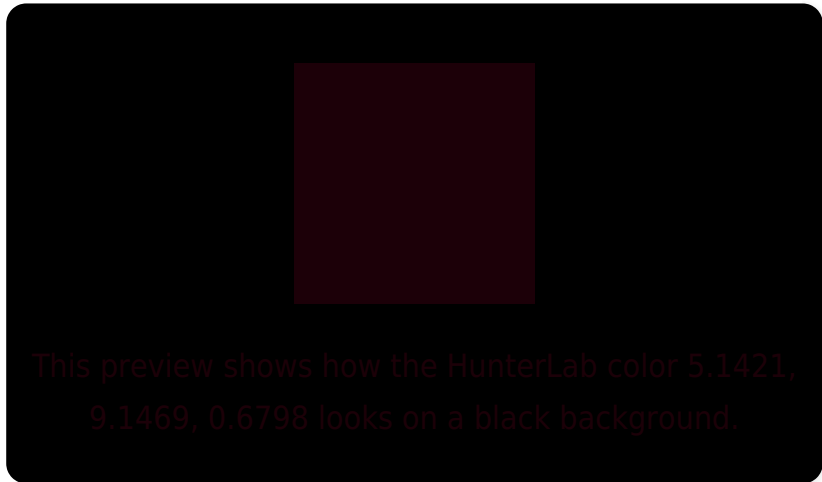 This preview shows how the HunterLab color 5.1421,
9.1469, 0.6798 looks on a black background.